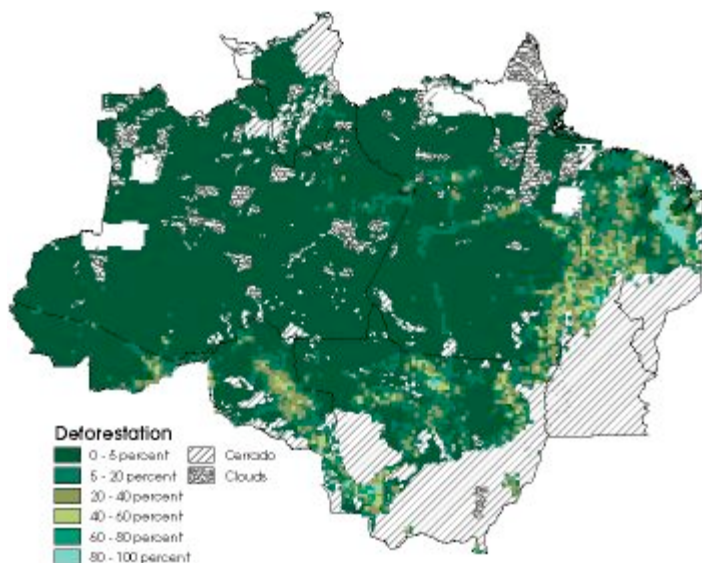 Deforestation
0 - 5 percent
5 - 20 percent
20 - 40 percent
40 - 60 percent
60 - 80 percent
80 - 100 percent
Cerrado
Clouds